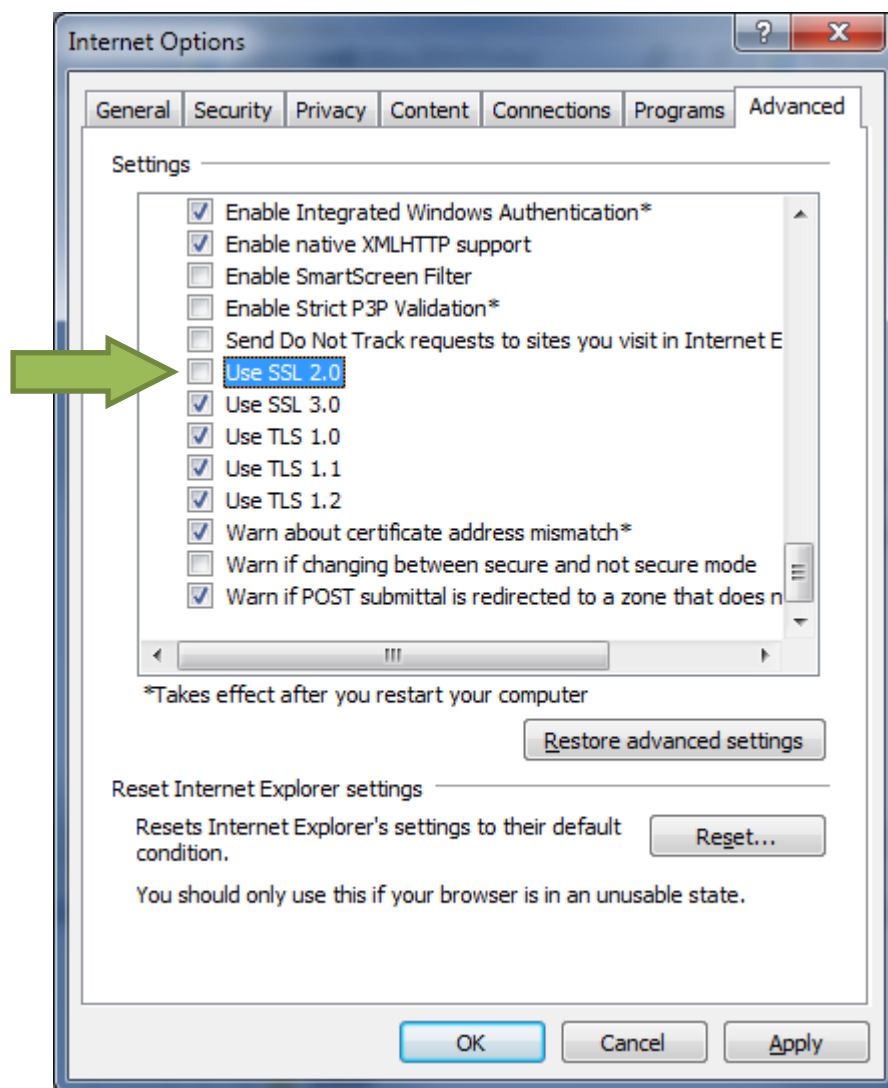 Internet Options
General Security Privacy Content Connections Programs Advanced
Settings
Enable Integrated Windows Authentication*
Enable native XMLHTTP support
Enable SmartScreen Filter
Enable Strict P3P Validation*
Send Do Not Track requests to sites you visit in Internet E
Use SSL 2.0
Use SSL 3.0
Use TLS 1.0
Use TLS 1.1
Use TLS 1.2
Warn about certificate address mismatch*
Warn if changing between secure and not secure mode
Warn if POST submittal is redirected to a zone that does n
*Takes effect after you restart your computer
Restore advanced settings
Reset Internet Explorer settings
Resets Internet Explorer's settings to their default
condition.
Reset...
You should only use this if your browser is in an unusable state.
OK Cancel Apply